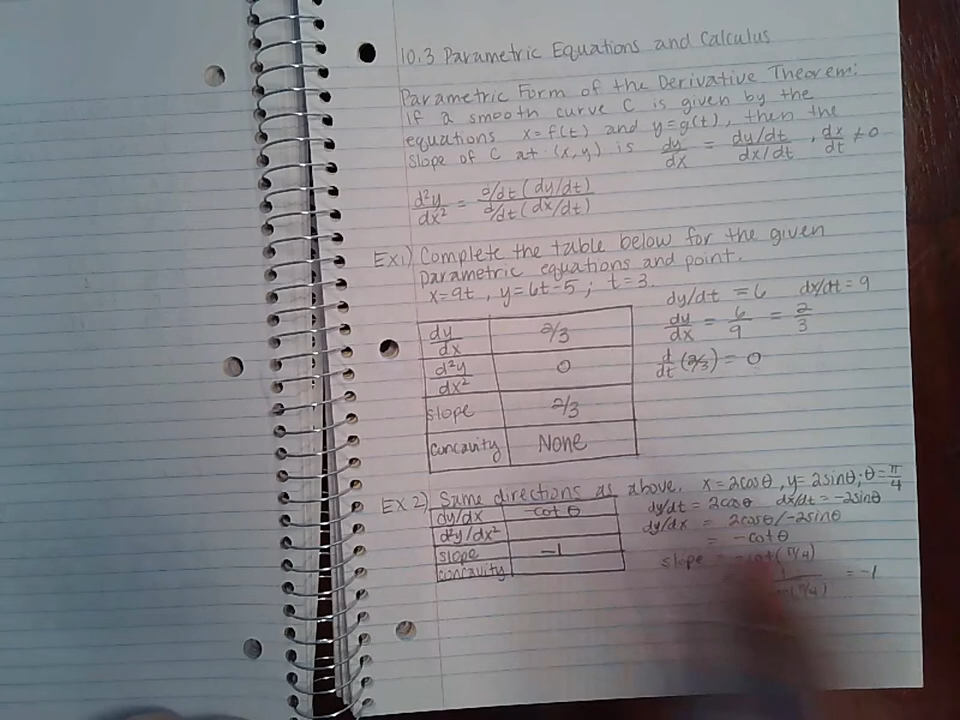 10.3 Parametric Equations and Calculus
Parametric Form of the Derivative Theorem:
If a smooth curve C is given by the
equations x=f(t) and y=g(t), then the
slope of C at (x,y) is dy/dx = (dy/dt)/(dx/dt), dx/dt ≠ 0
d²y/dx² = d/dt(dy/dt) / d/dt(dx/dt)
Ex1) Complete the table below for the given
parametric equations and point.
x=9t, y=6t-5; t=3.
dy/dt = 6 dx/dt = 9
dy/dx = 6/9 = 2/3
d/dt(2/3) = 0
dy/dx 2/3
d²y/dx² 0
slope 2/3
concavity None
Ex 2) Same directions as above. x=2cosθ, y=2sinθ; θ=π/4
dy/dx -cot θ
d²y/dx²
slope -1
concavity
dy/dt = 2cosθ dx/dt = -2sinθ
dy/dx = 2cosθ/-2sinθ
= -cotθ
slope = -cot(π/4)
= -1